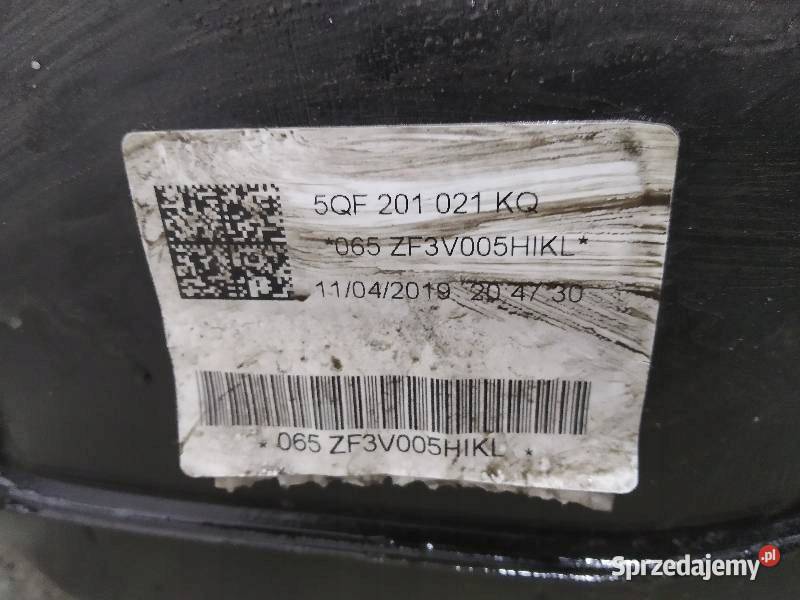 5QF 201 021 KQ
*065 ZF3V005HIKL*
11/04/2019 20 47 30
* 065 ZF3V005HIKL *
Sprzedajemy.pl